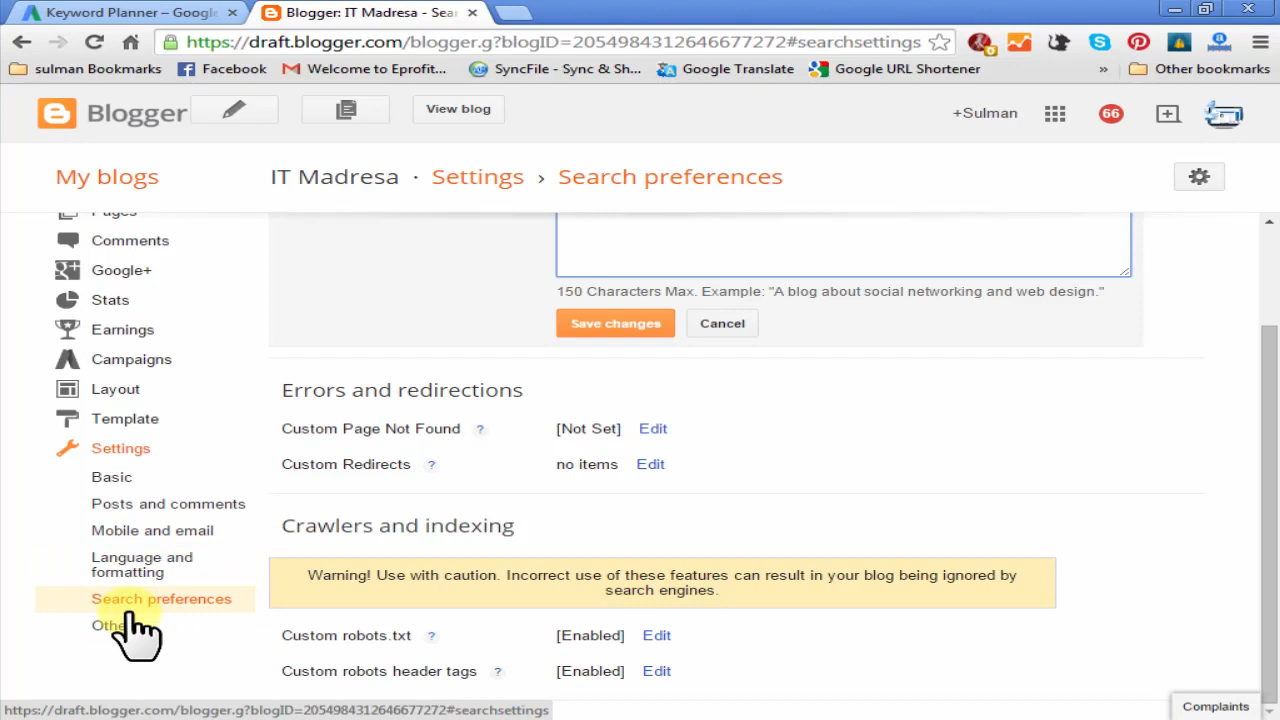 Keyword Planner – Google
Blogger: IT Madresa - Sea
https://draft.blogger.com/blogger.g?blogID=2054984312646677272#searchsettings
sulman Bookmarks
Facebook
Welcome to Eprofit...
SyncFile - Sync & Sh...
Google Translate
Google URL Shortener
»
Other bookmarks
Blogger
View blog
+Sulman
66
My blogs
IT Madresa · Settings › Search preferences
Pages
Comments
Google+
Stats
Earnings
Campaigns
Layout
Template
Settings
Basic
Posts and comments
Mobile and email
Language and
formatting
Search preferences
150 Characters Max. Example: "A blog about social networking and web design."
Save changes
Cancel
Errors and redirections
Custom Page Not Found ? [Not Set] Edit
Custom Redirects ? no items Edit
Crawlers and indexing
Warning! Use with caution. Incorrect use of these features can result in your blog being ignored by
search engines.
Custom robots.txt ? [Enabled] Edit
Custom robots header tags ? [Enabled] Edit
https://draft.blogger.com/blogger.g?blogID=2054984312646677272#searchsettings
Complaints